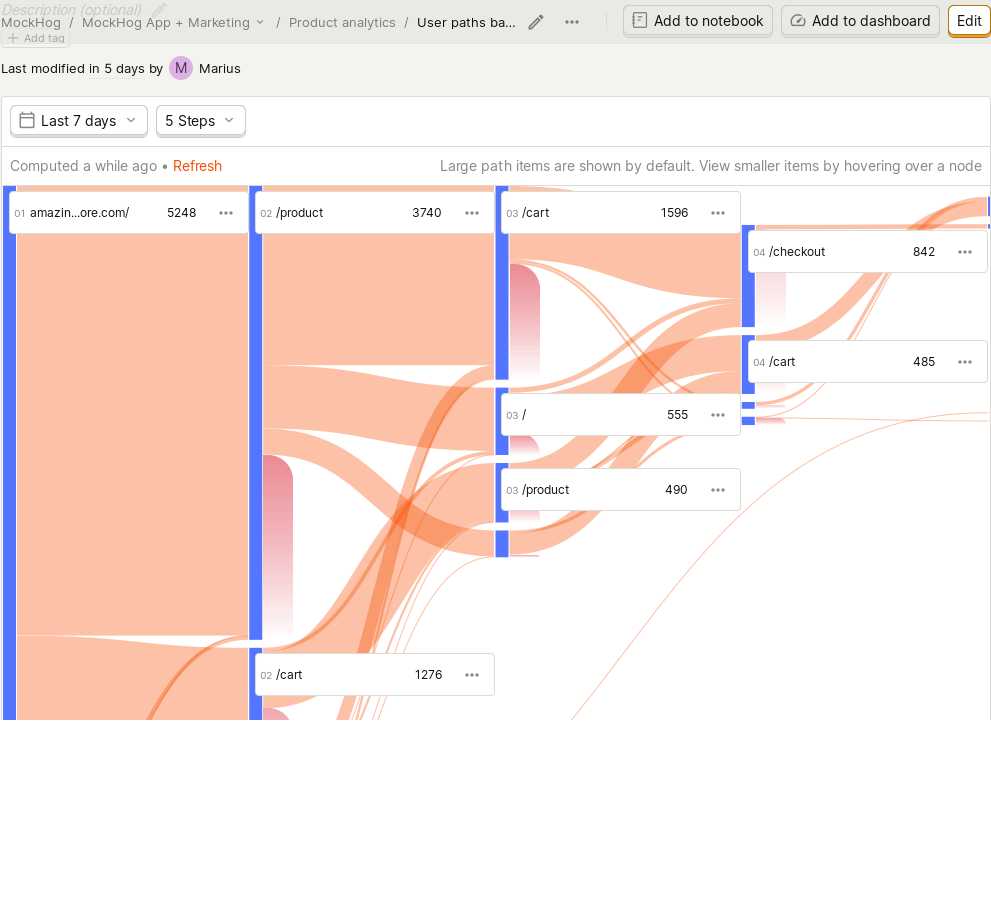 Description (optional)
MockHog / MockHog App + Marketing / Product analytics / User paths ba...
Add to notebook
Add to dashboard
Edit
Add tag
Last modified in 5 days by M Marius
Last 7 days
5 Steps
Computed a while ago • Refresh
Large path items are shown by default. View smaller items by hovering over a node
01 amazin...ore.com/ 5248
02 /product 3740
03 /cart 1596
04 /checkout 842
04 /cart 485
03 / 555
03 /product 490
02 /cart 1276